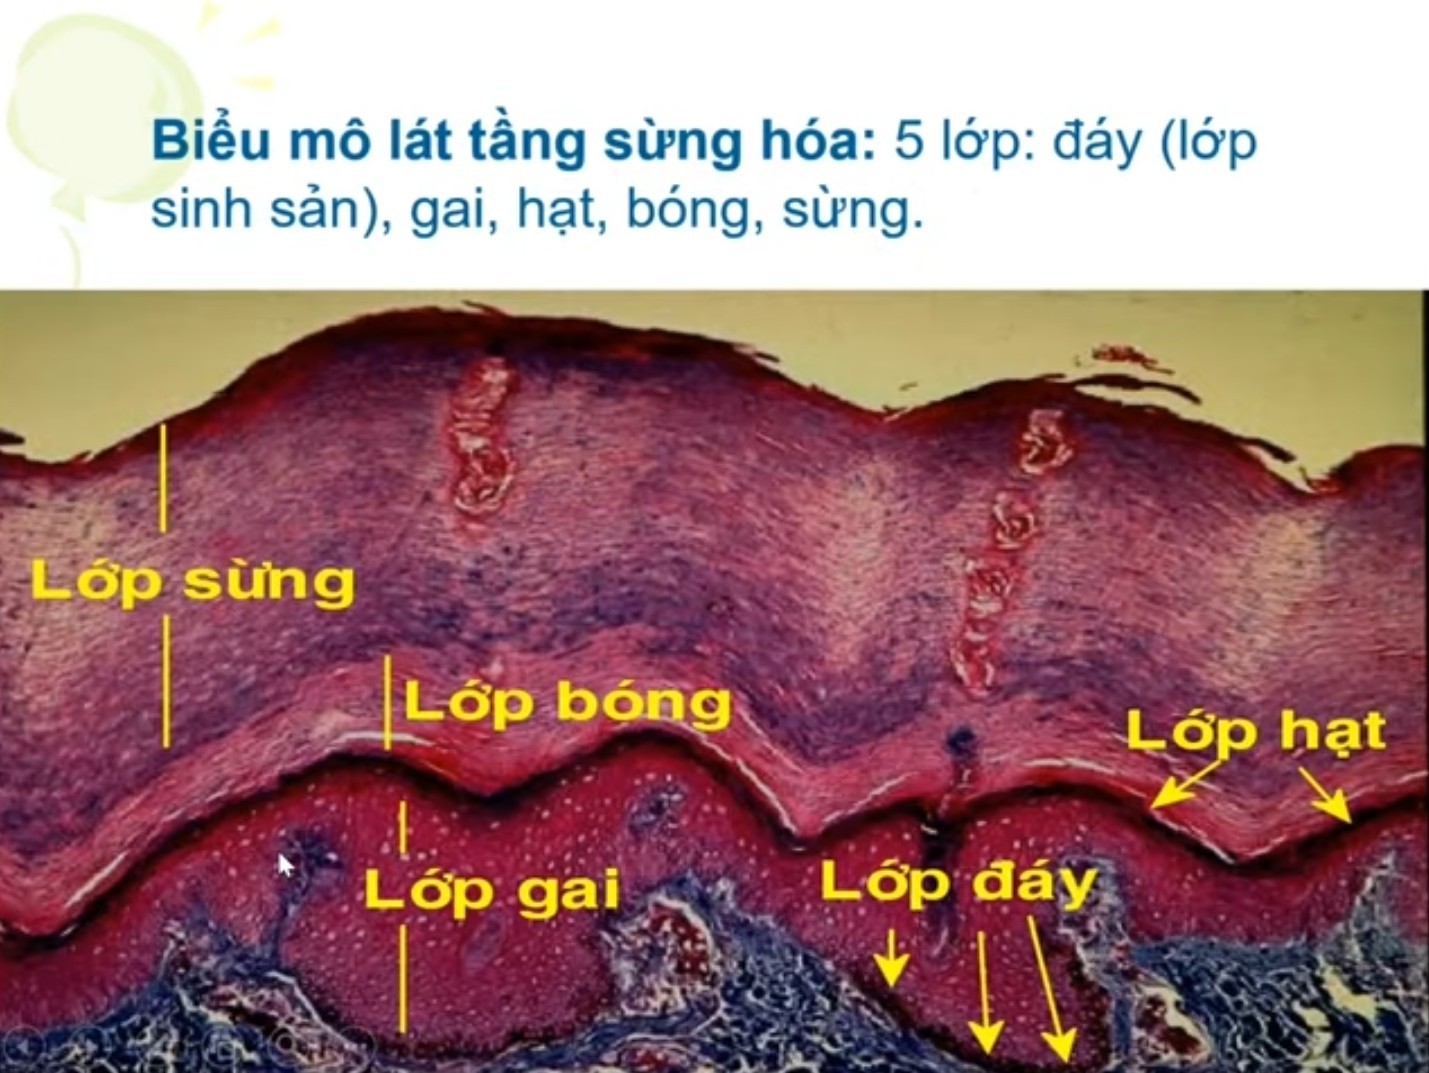 Biểu mô lát tầng sừng hóa: 5 lớp: đáy (lớp
sinh sản), gai, hạt, bóng, sừng.
Lớp sừng
Lớp bóng
Lớp hạt
Lớp gai
Lớp đáy